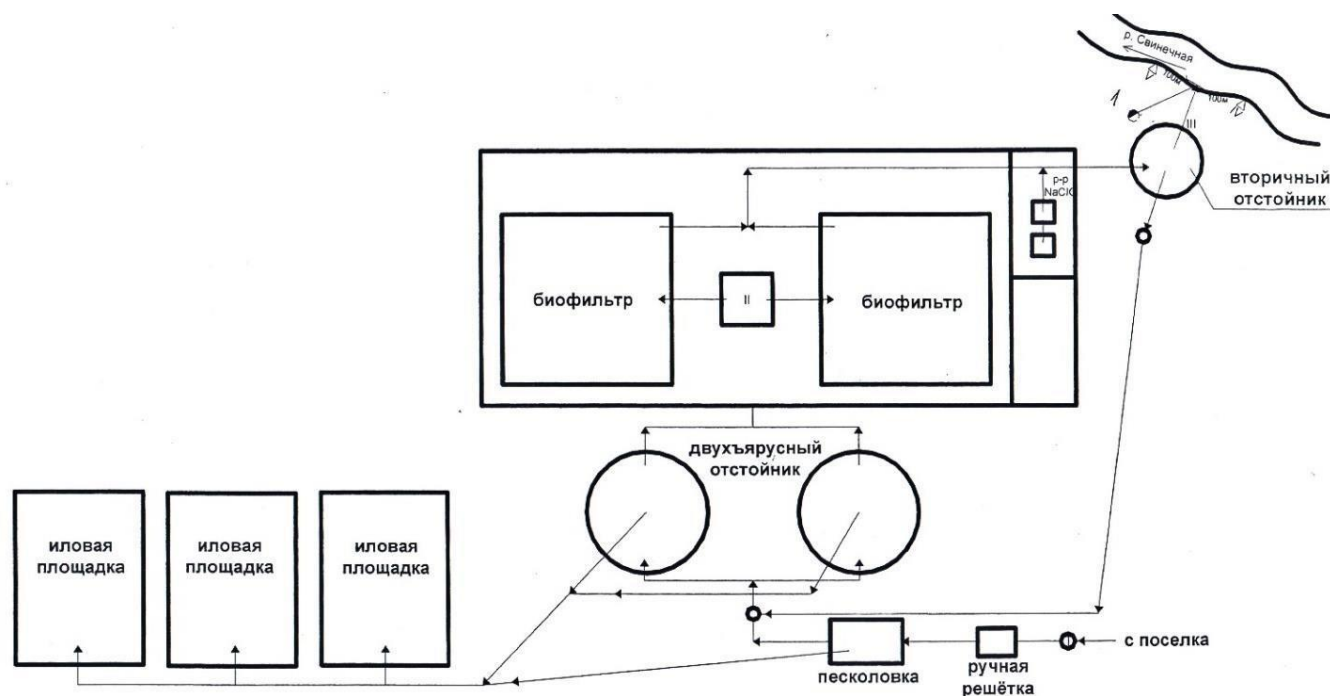 р. Свинечная
100м
100м
1
III
р-р
NaClO
вторичный
отстойник
биофильтр
II
биофильтр
двухъярусный
отстойник
иловая
площадка
иловая
площадка
иловая
площадка
с поселка
песколовка
ручная
решётка